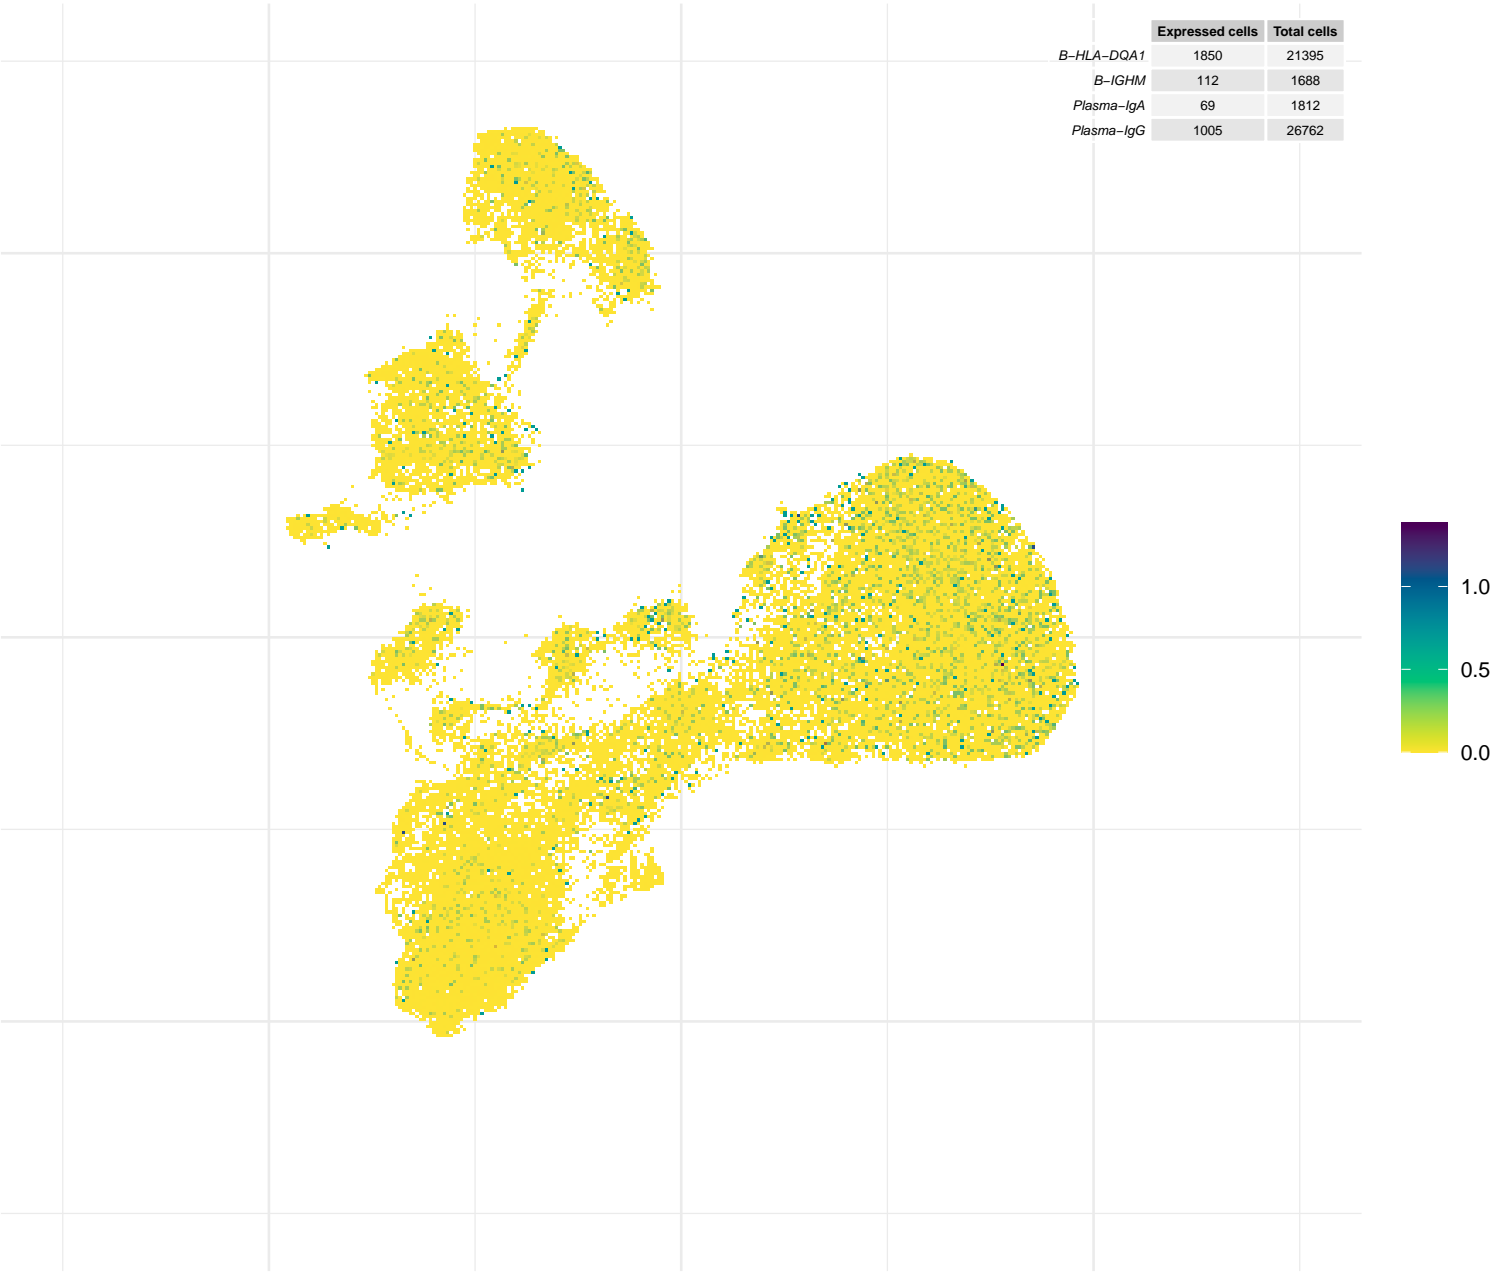 Expressed cells Total cells
B−HLA−DQA1 1850 21395
B−IGHM 112 1688
Plasma−IgA 69 1812
Plasma−IgG 1005 26762
1.0
0.5
0.0